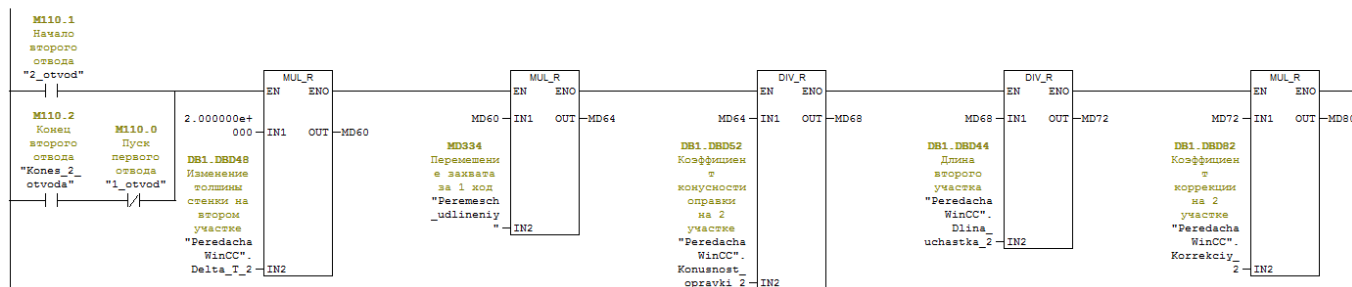 M110.1
Начало
второго
отвода
"2_отvod"
M110.2
Конец
второго
отвода
"Kones_2_
otvoda"
M110.0
Пуск
первого
отвода
"1_otvod"
MUL_R
EN ENO
2.000000e+
000 IN1 OUT MD60
DB1.DBD48
Изменение
толщины
стенки на
втором
участке
"Peredacha
WinCC".
Delta_T_2 IN2
MUL_R
EN ENO
MD60 IN1 OUT MD64
MD334
Перемещени
е захвата
за 1 ход
"Peremesch
_udlineniy
" IN2
DIV_R
EN ENO
MD64 IN1 OUT MD68
DB1.DBD52
Коэффициен
т
конусности
оправки
на 2
участке
"Peredacha
WinCC".
Konusnost_
opravki_2 IN2
DIV_R
EN ENO
MD68 IN1 OUT MD72
DB1.DBD44
Длина
второго
участка
"Peredacha
WinCC".
Dlina_
uchastka_2 IN2
MUL_R
EN ENO
MD72 IN1 OUT MD80
DB1.DBD82
Коэффициен
т
коррекции
на 2
участке
"Peredacha
WinCC".
Korrekciy_
2 IN2